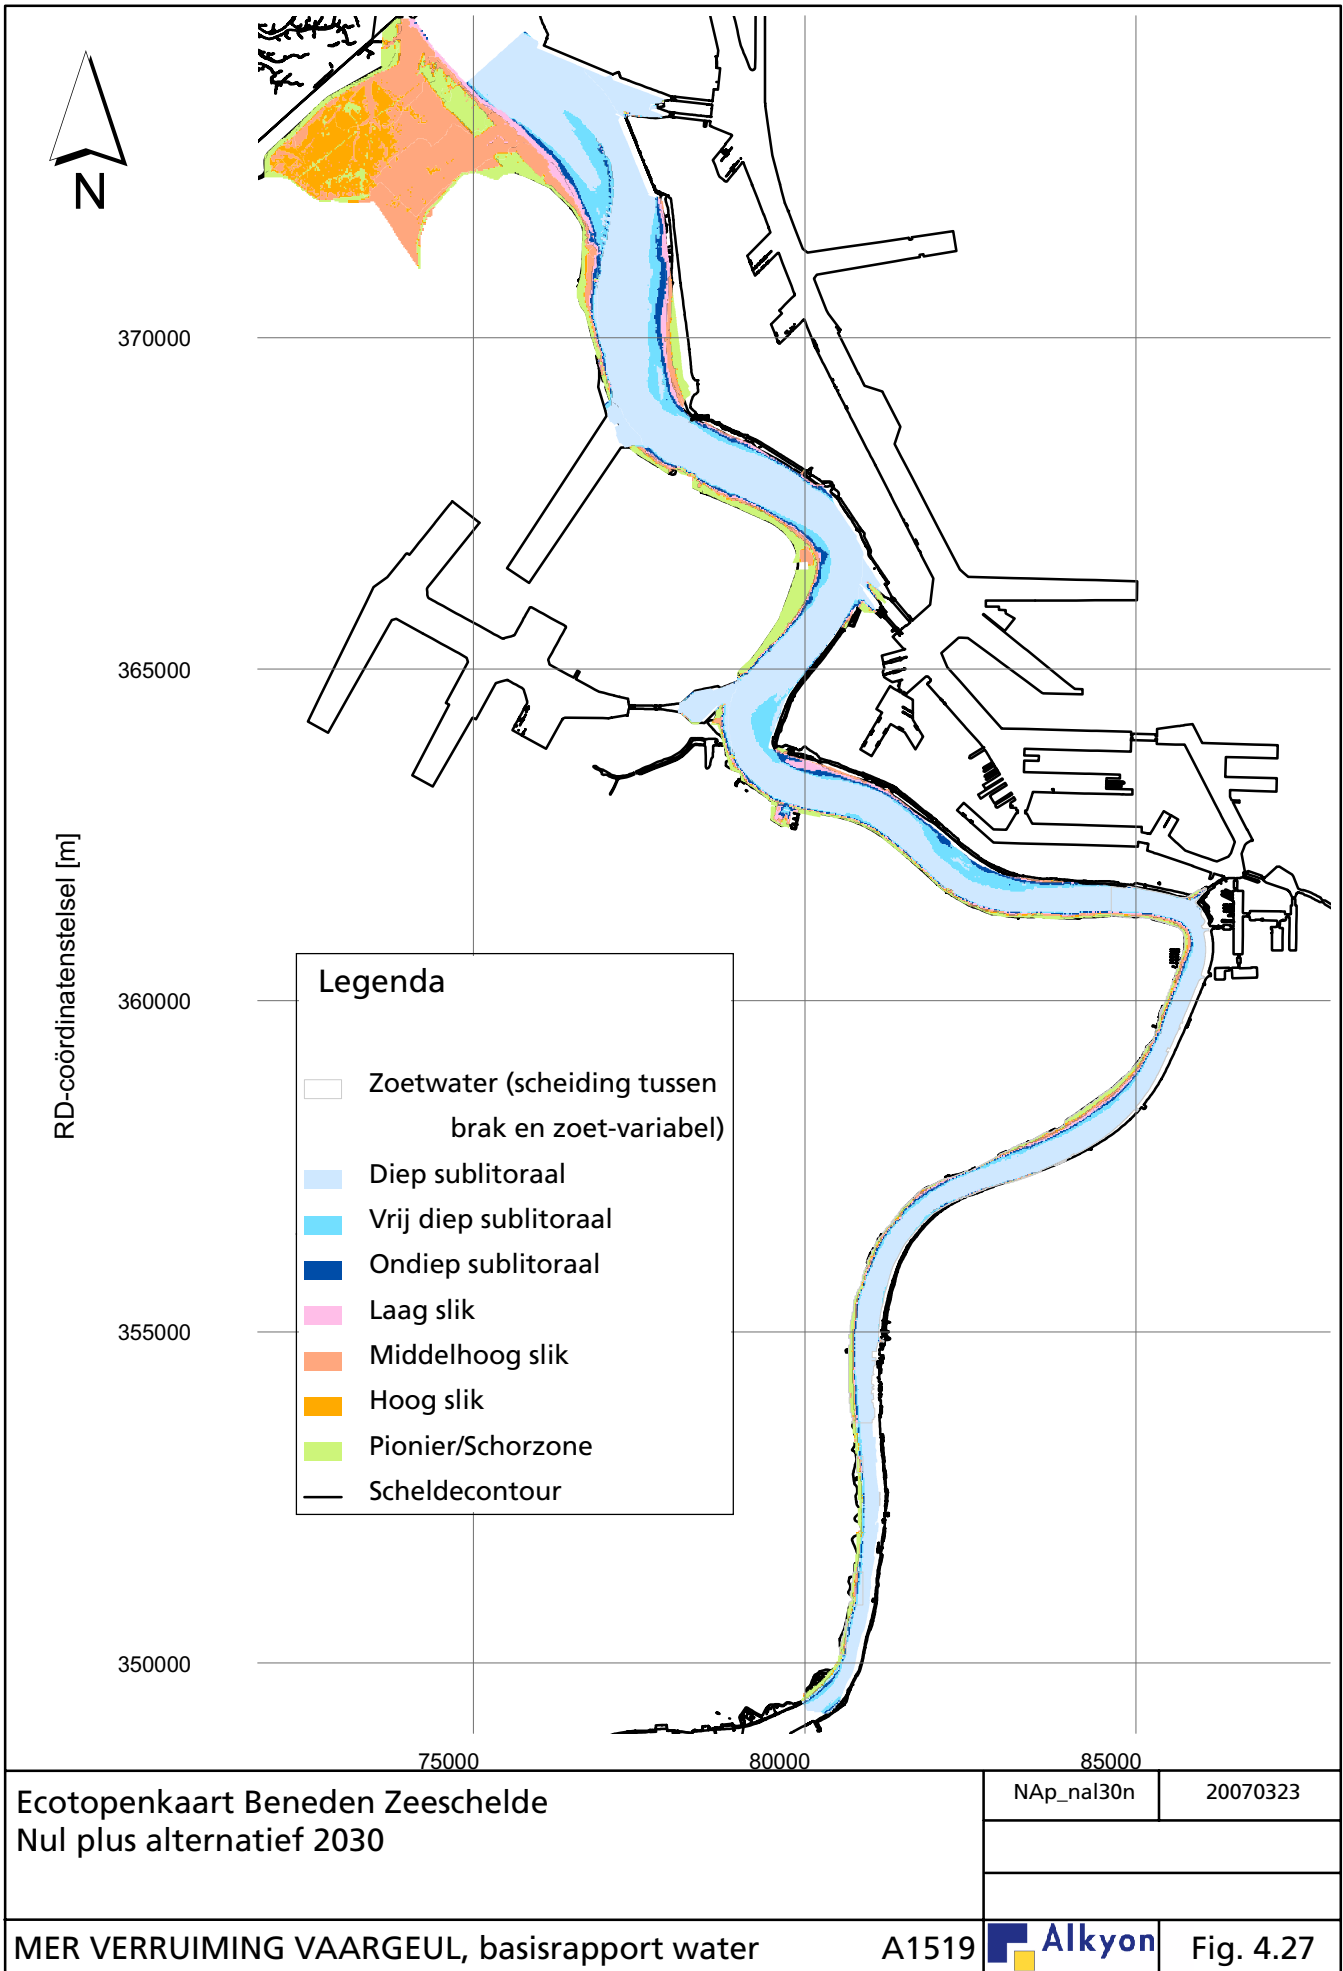 N
370000
365000
360000
355000
350000
RD-coördinatenstelsel [m]
Legenda
Zoetwater (scheiding tussen
brak en zoet-variabel)
Diep sublitoraal
Vrij diep sublitoraal
Ondiep sublitoraal
Laag slik
Middelhoog slik
Hoog slik
Pionier/Schorzone
Scheldecontour
75000 80000 85000
Ecotopenkaart Beneden Zeeschelde
Nul plus alternatief 2030
NAp_nal30n 20070323
MER VERRUIMING VAARGEUL, basisrapport water A1519 Alkyon Fig. 4.27